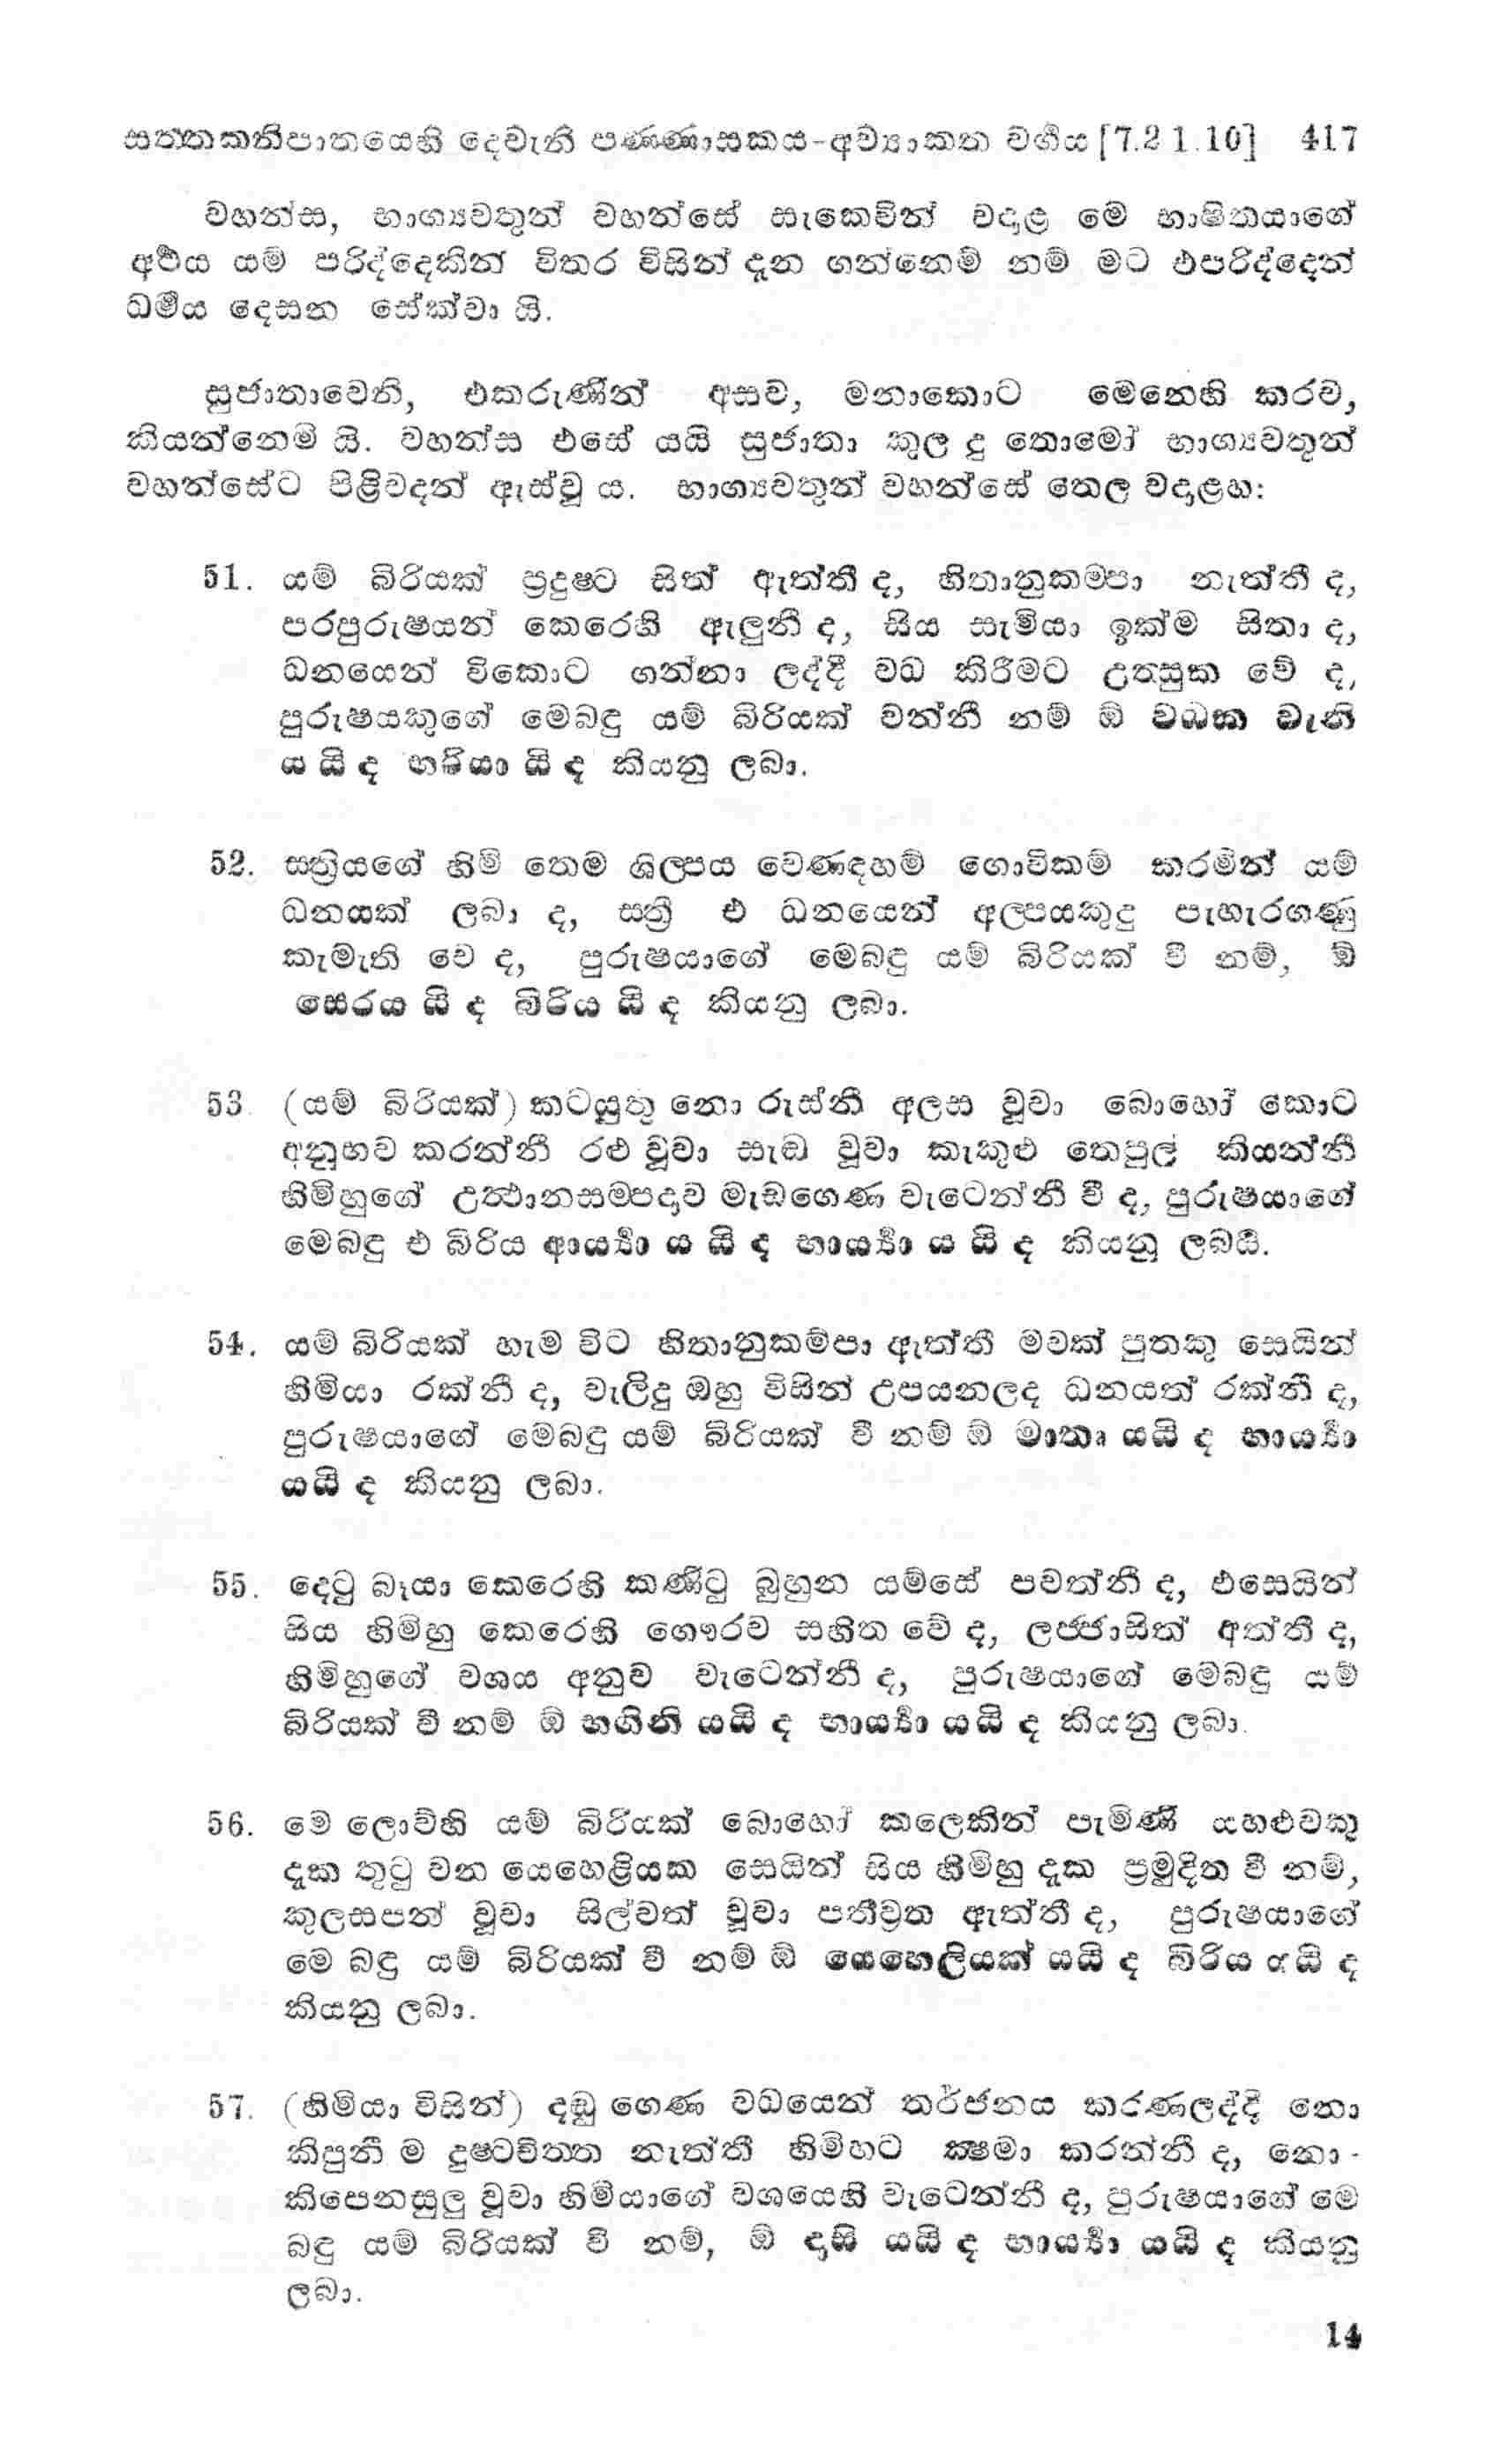 සත්තකනිපාතයෙහි දෙවැනි පණ්ණාසකය-අව්‍යාකත වර්ගය [7.2 1.10] 417
වහන්ස, භාග්‍යවතුන් වහන්සේ සැකෙවින් වදාළ මේ භාෂිතයාගේ
අර්ථය යම් පරිද්දෙකින් විතර විසින් දැන ගන්නෙම් නම් මට එපරිද්දෙන්
ධර්මය දෙසන සේක්වා යි.
සුජාතාවෙනි, එකරුණින් අසව, මනාකොට මෙනෙහි කරව,
කියන්නෙමි යි. වහන්ස එසේ යයි සුජාතා කුල දූ තොමෝ භාග්‍යවතුන්
වහන්සේට පිළිවදන් ඇස්වූ ය. භාග්‍යවතුන් වහන්සේ තෙල වදාළහ:
51. යම් බිරියක් ප්‍රදුෂ්ට සිත් ඇත්තී ද, හිතානුකම්පා නැත්තී ද,
පරපුරුෂයන් කෙරෙහි ඇලුනී ද, සිය සැමියා ඉක්ම සිතා ද,
ධනයෙන් විකොට ගන්නා ලද්දී වධ කිරීමට උත්සුක වේ ද,
පුරුෂයකුගේ මෙබඳු යම් බිරියක් වන්නී නම් ඕ වධක වැනි
ය යි ද භරියා යි ද කියනු ලබා.
52. ස්ත්‍රියගේ හිමි තෙම ශිල්පය වෙණඳහම් ගොවිකම් කරමින් යම්
ධනයක් ලබා ද, ස්ත්‍රී එ ධනයෙන් අල්පයකුදු පැහැරගණු
කැමැති වෙ ද, පුරුෂයාගේ මෙබඳු යම් බිරියක් වී නම්, ඕ
සෙරය යි ද බිරිය යි ද කියනු ලබා.
53. (යම් බිරියක්) කටයුතු නො රුස්නී අලස වූවා බොහෝ කොට
අනුභව කරන්නී රළු වූවා සැඬ වූවා කැකුළු තෙපුල් කියන්නී
හිමිහුගේ උත්ථානසම්පදාව මැඩගෙණ වැටෙන්නී වී ද, පුරුෂයාගේ
මෙබඳු එ බිරිය ආර්‍ය්‍යා ය යි ද භාර්‍ය්‍යා ය යි ද කියනු ලබයි.
54. යම් බිරියක් හැම විට හිතානුකම්පා ඇත්තී මවක් පුතකු සෙයින්
හිමියා රක්නී ද, වැලිදු ඔහු විසින් උපයනලද ධනයත් රක්නී ද,
පුරුෂයාගේ මෙබඳු යම් බිරියක් වී නම් ඕ මාතෘ යයි ද භාර්‍ය්‍යා
යයි ද කියනු ලබා.
55. දෙටු බෑයා කෙරෙහි කණිටු බුහුන යම්සේ පවත්නී ද, එසෙයින්
සිය හිමිහු කෙරෙහි ගෞරව සහිත වේ ද, ලජ්ජාසිත් අත්තී ද,
හිමිහුගේ වශය අනුව වැටෙන්නී ද, පුරුෂයාගේ මෙබඳු යම්
බිරියක් වී නම් ඕ භගිනි යයි ද භාර්‍ය්‍යා යයි ද කියනු ලබා.
56. මෙ ලොව්හි යම් බිරියක් බොහෝ කලෙකින් පැමිණි යහළුවකු
දැක තුටු වන යෙහෙළියක සෙයින් සිය හිමිහු දැක ප්‍රමුදිත වී නම්,
කුලසපන් වූවා සිල්වත් වූවා පතීව්‍රත ඇත්තී ද, පුරුෂයාගේ
මෙ බඳු යම් බිරියක් වී නම් ඕ යෙහෙලියක් යයි ද බිරිය යයි ද
කියනු ලබා.
57. (හිමියා විසින්) දඬු ගෙණ වධයෙන් තර්ජනය කරණලද්දී නො
කිපුනී ම දුෂ්ටචිත්ත නැත්තී හිමිහට ක්‍ෂමා කරන්නී ද, නො-
කිපෙනසුලු වූවා හිමියාගේ වශයෙහි වැටෙන්නී ද, පුරුෂයාගේ මෙ
බඳු යම් බිරියක් වී නම්, ඕ දාසි යයි ද භාර්‍ය්‍යා යයි ද කියනු
ලබා.
14